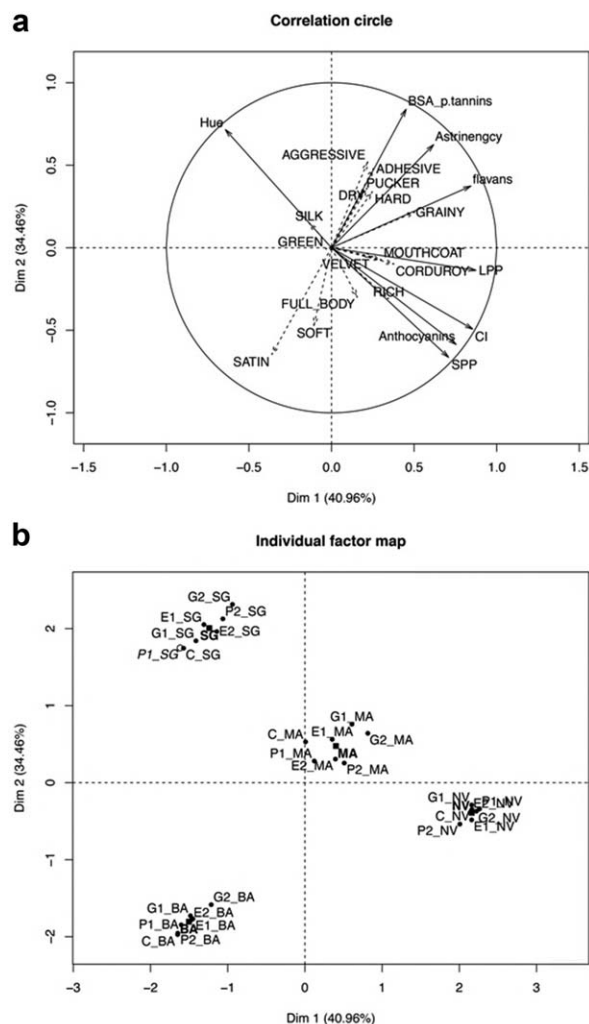 a
Correlation circle
1.0
0.5
0.0
-0.5
-1.0
Dim 2 (34.46%)
Hue
BSA_p.tannins
Astrinengcy
AGGRESSIVE
ADHESIVE
PUCKER
flavans
DRY
HARD
SILK
GRAINY
GREEN
MOUTHCOAT
VELVET
CORDUROY
LPP
RICH
FULL_BODY
SOFT
Anthocyanins
CI
SATIN
SPP
-1.5 -1.0 -0.5 0.0 0.5 1.0 1.5
Dim 1 (40.96%)
b
Individual factor map
2
1
0
-1
-2
Dim 2 (34.46%)
G2_SG
E1_SG
P2_SG
G1_SG
SG
E2_SG
P1_SG
C_SG
G1_MA
C_MA
E1_MA
G2_MA
P1_MA
MA
E2_MA
P2_MA
G1_NV
P1_NV
NV
E2_NV
C_NV
G2_NV
P2_NV
E1_NV
G2_BA
G1_BA
E2_BA
P1_BA
E1_BA
BA
C_BA
P2_BA
-3 -2 -1 0 1 2 3
Dim 1 (40.96%)